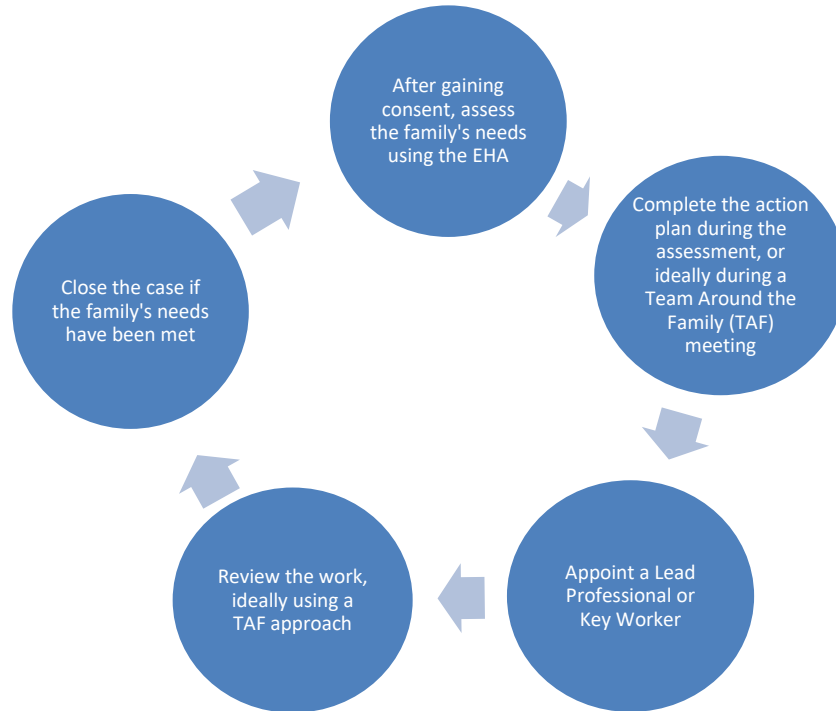 After gaining
consent, assess
the family's needs
using the EHA
Complete the action
plan during the
assessment, or
ideally during a
Team Around the
Family (TAF)
meeting
Appoint a Lead
Professional or
Key Worker
Review the work,
ideally using a
TAF approach
Close the case if
the family's needs
have been met